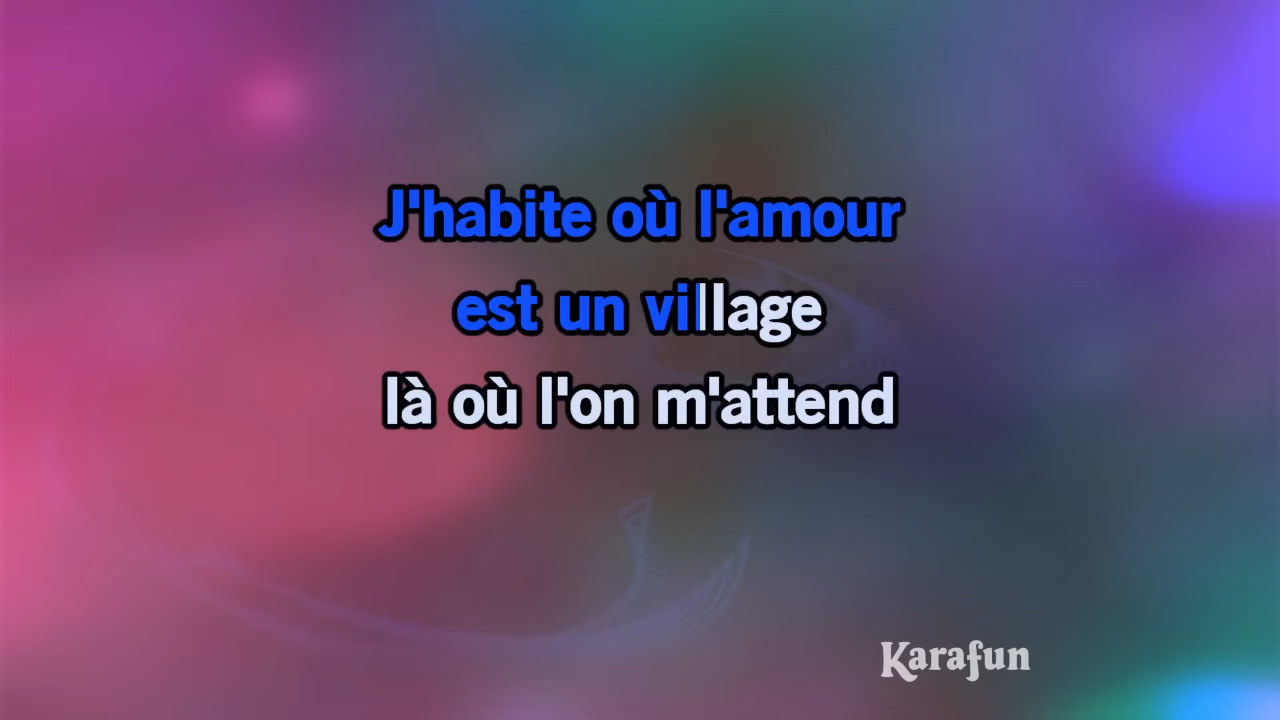 J'habite où l'amour
est un village
là où l'on m'attend
Karafun